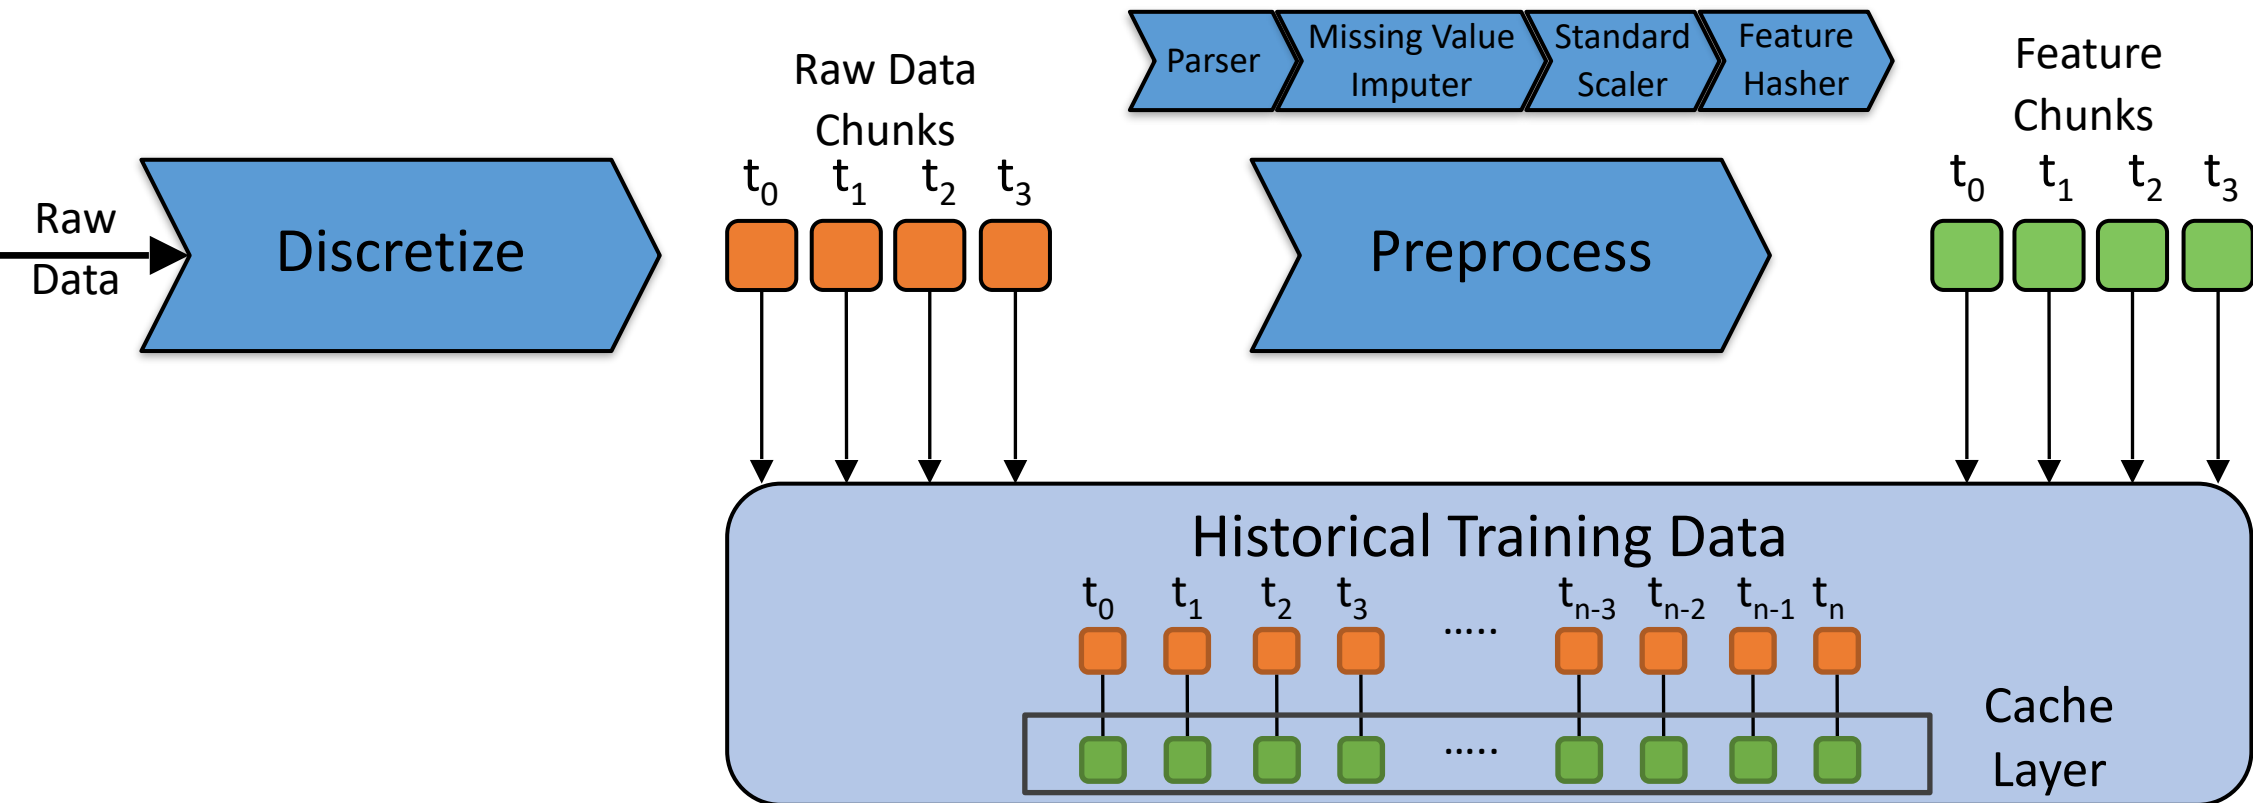 Raw
Data
Discretize
Raw Data
Chunks
t0 t1 t2 t3
Parser
Missing Value
Imputer
Standard
Scaler
Feature
Hasher
Preprocess
Feature
Chunks
t0 t1 t2 t3
Historical Training Data
t0 t1 t2 t3 ..... tn-3 tn-2 tn-1 tn
.....
Cache
Layer